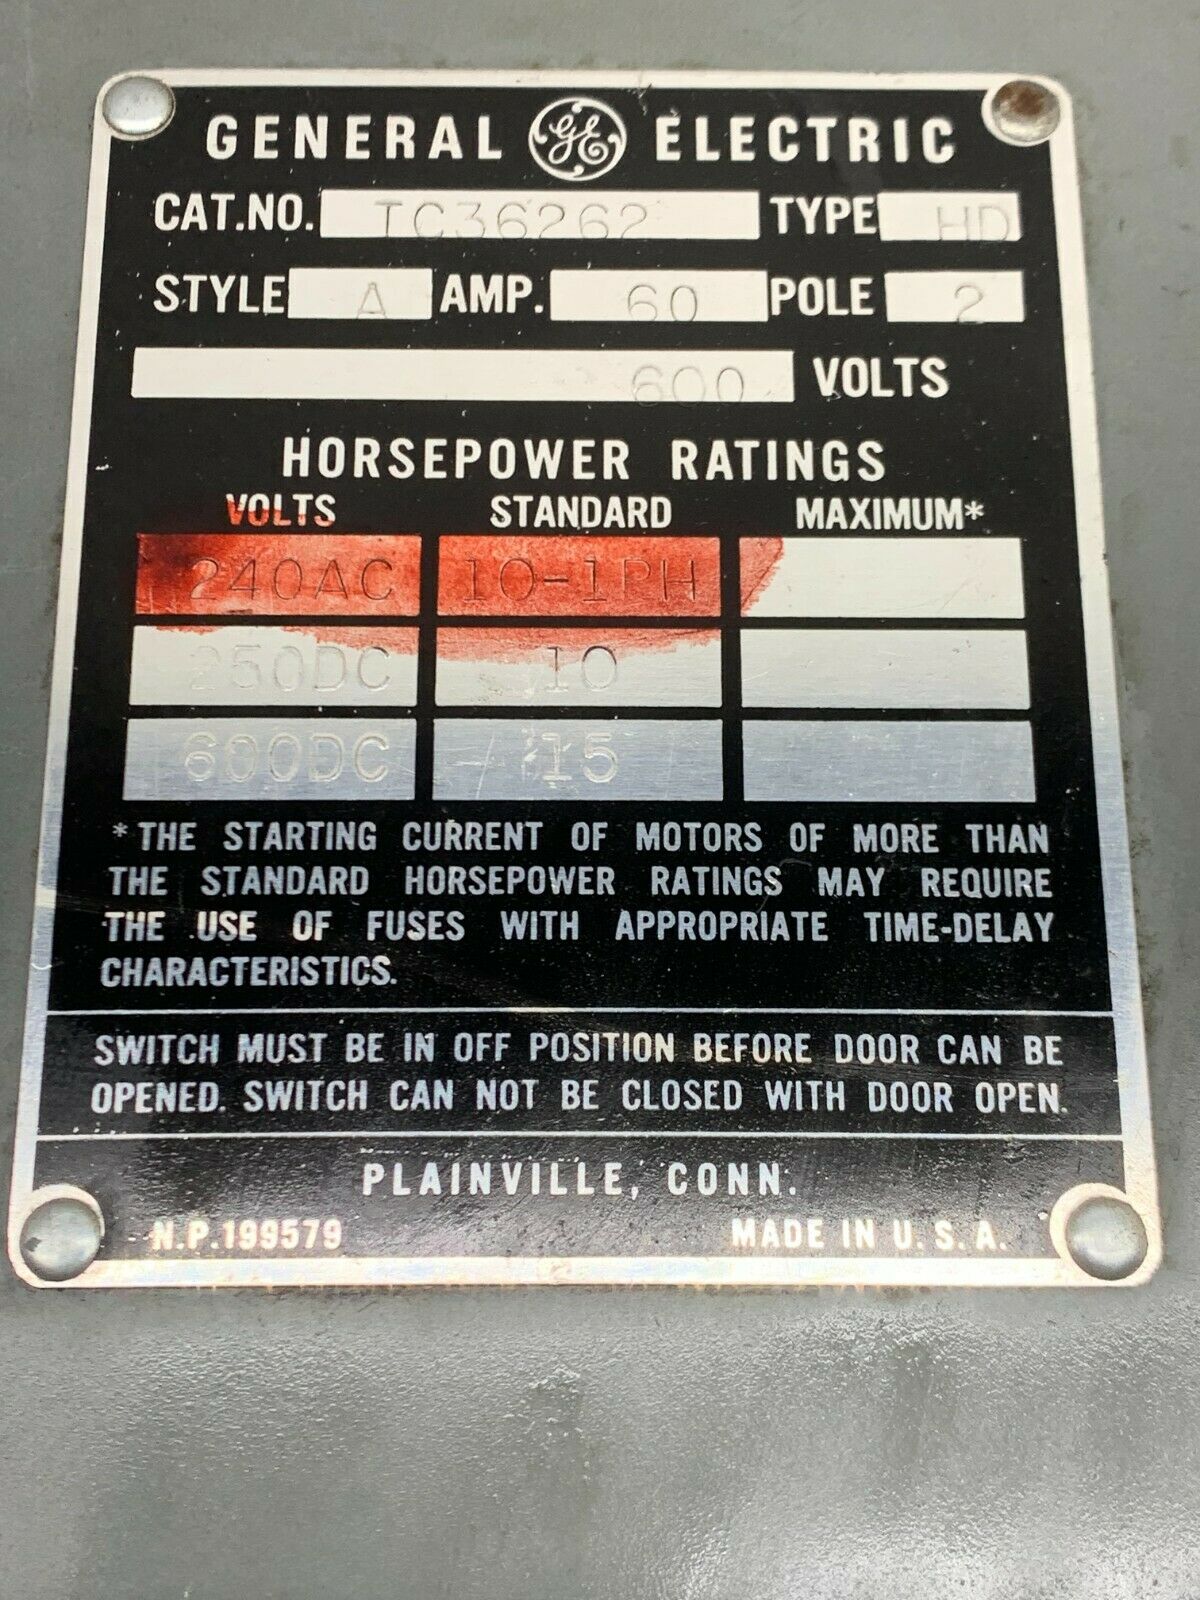 GENERAL GE ELECTRIC
CAT.NO. TC36262 TYPE HD
STYLE A AMP. 60 POLE 2
600 VOLTS
HORSEPOWER RATINGS
VOLTS STANDARD MAXIMUM*
240AC 10-1PH
250DC 10
600DC 15
* THE STARTING CURRENT OF MOTORS OF MORE THAN
THE STANDARD HORSEPOWER RATINGS MAY REQUIRE
THE USE OF FUSES WITH APPROPRIATE TIME-DELAY
CHARACTERISTICS.
SWITCH MUST BE IN OFF POSITION BEFORE DOOR CAN BE
OPENED. SWITCH CAN NOT BE CLOSED WITH DOOR OPEN.
PLAINVILLE, CONN.
N.P.199579 MADE IN U.S.A.